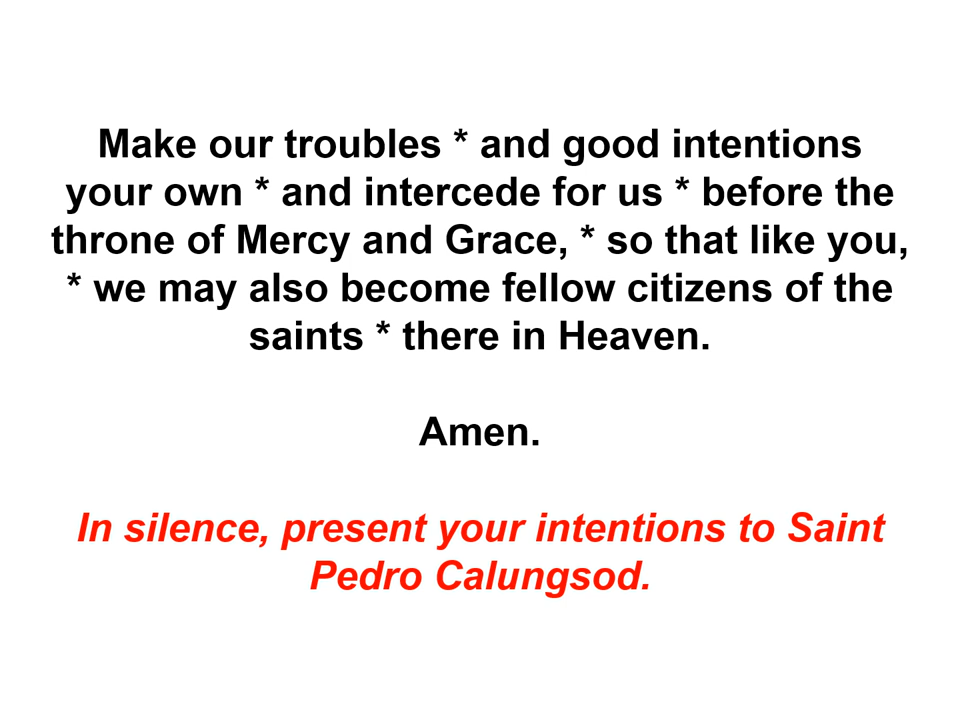 Make our troubles * and good intentions
your own * and intercede for us * before the
throne of Mercy and Grace, * so that like you,
* we may also become fellow citizens of the
saints * there in Heaven.
Amen.
In silence, present your intentions to Saint
Pedro Calungsod.